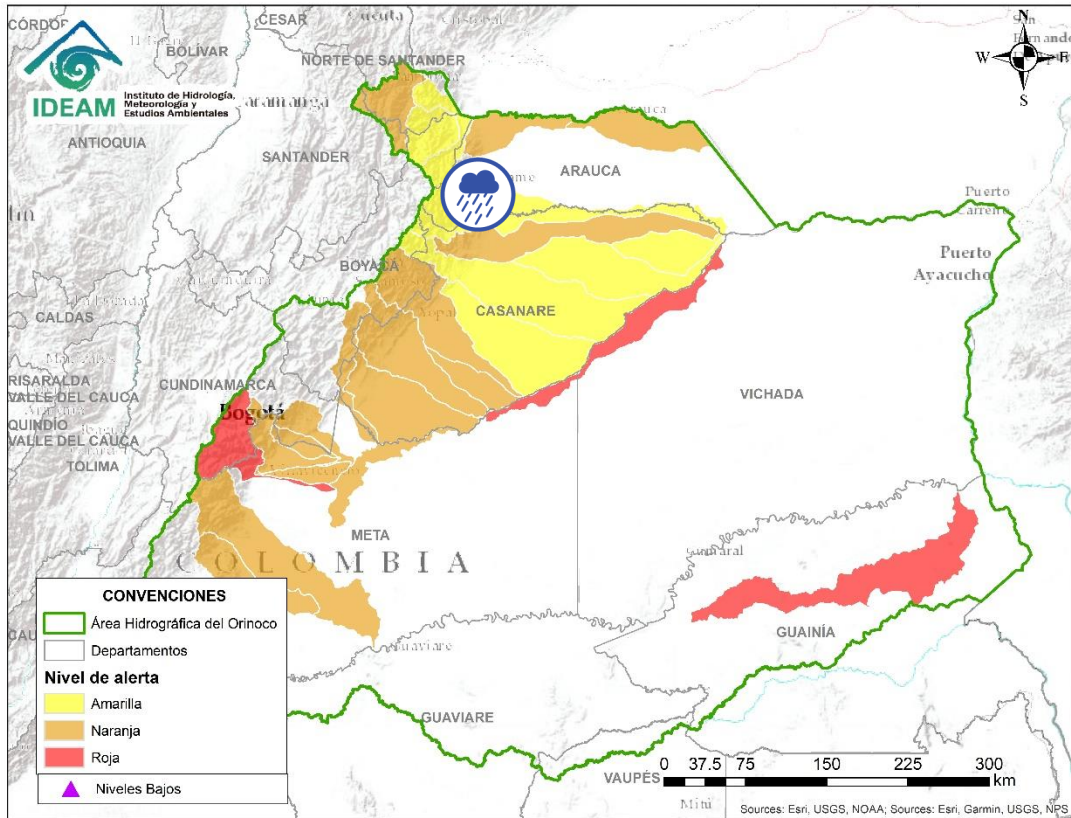 CÓRDO
CESAR
BOLÍVAR
NORTE DE SANTANDER
N
W
E
S
IDEAM
Instituto de Hidrología,
Meteorología y
Estudios Ambientales
ANTIOQUIA
SANTANDER
ARAUCA
Puerto
Carreño
Puerto
Ayacucho
BOYACÁ
CASANARE
CALDAS
VICHADA
RISARALDA
CUNDINAMARCA
VALLE DEL CAUCA
Bogotá
QUINDÍO
VALLE DEL CAUCA
TOLIMA
META
COLOMBIA
GUAINÍA
GUAVIARE
VAUPÉS
Mitú
CONVENCIONES
Área Hidrográfica del Orinoco
Departamentos
Nivel de alerta
Amarilla
Naranja
Roja
Niveles Bajos
0 37.5 75 150 225 300
km
Sources: Esri, USGS, NOAA; Sources: Esri, Garmin, USGS, NPS